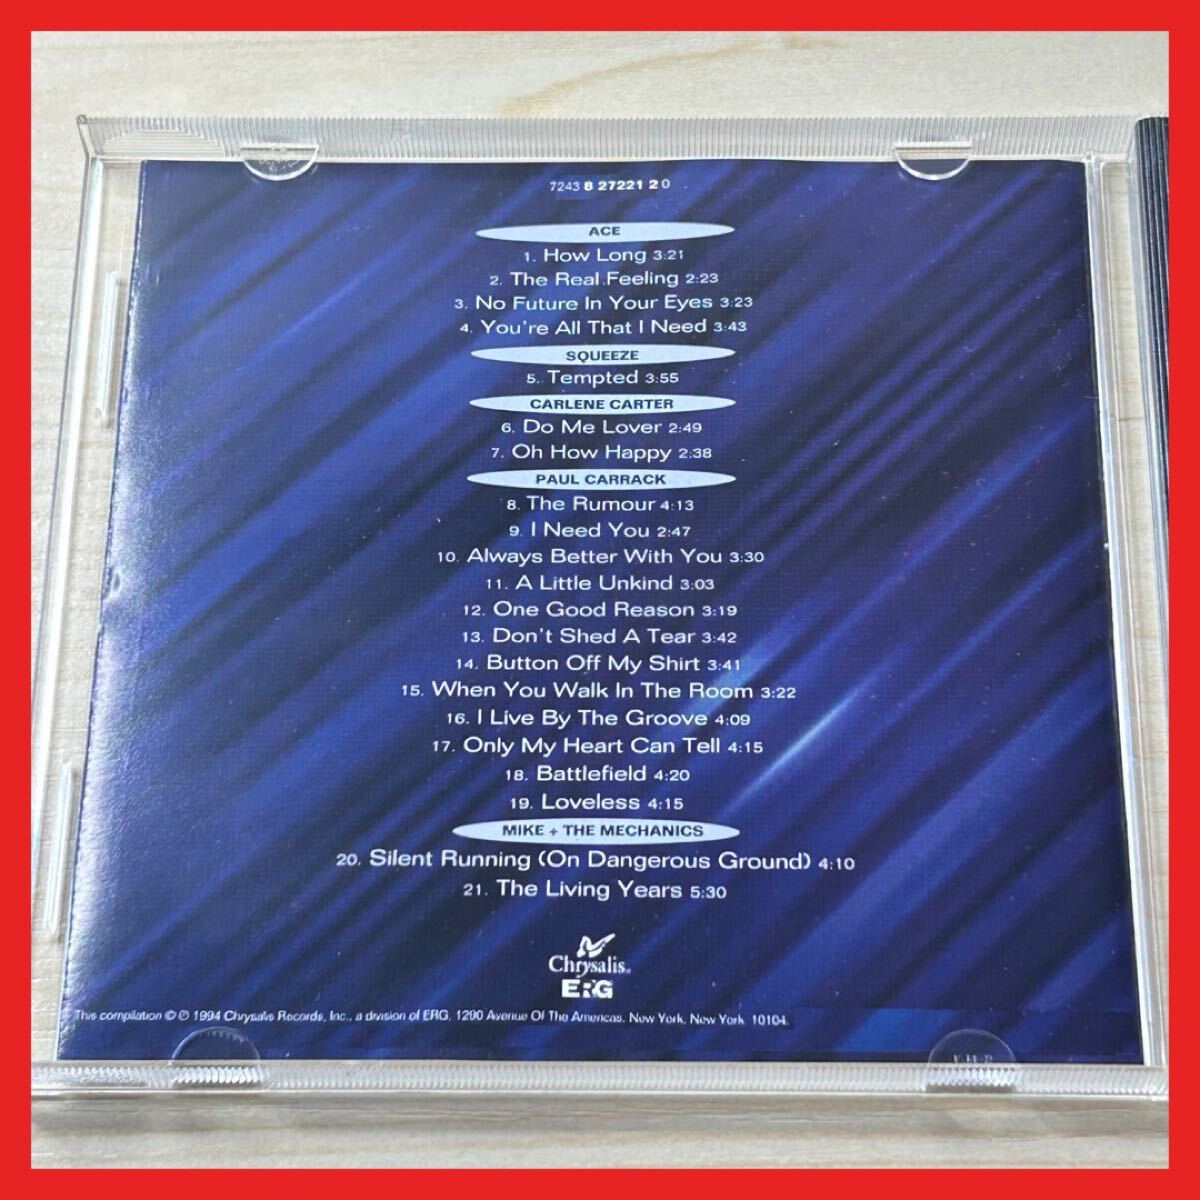 7243 8 27221 2 0
ACE
1. How Long 3:21
2. The Real Feeling 2:23
3. No Future In Your Eyes 3:23
4. You're All That I Need 3:43
SQUEEZE
5. Tempted 3:55
CARLENE CARTER
6. Do Me Lover 2:49
7. Oh How Happy 2:38
PAUL CARRACK
8. The Rumour 4:13
9. I Need You 2:47
10. Always Better With You 3:30
11. A Little Unkind 3:03
12. One Good Reason 3:19
13. Don't Shed A Tear 3:42
14. Button Off My Shirt 3:41
15. When You Walk In The Room 3:22
16. I Live By The Groove 4:09
17. Only My Heart Can Tell 4:15
18. Battlefield 4:20
19. Loveless 4:15
MIKE + THE MECHANICS
20. Silent Running (On Dangerous Ground) 4:10
21. The Living Years 5:30
Chrysalis®
ERG
This compilation © ℗ 1994 Chrysalis Records, Inc., a division of ERG, 1290 Avenue Of The Americas, New York, New York 10104.